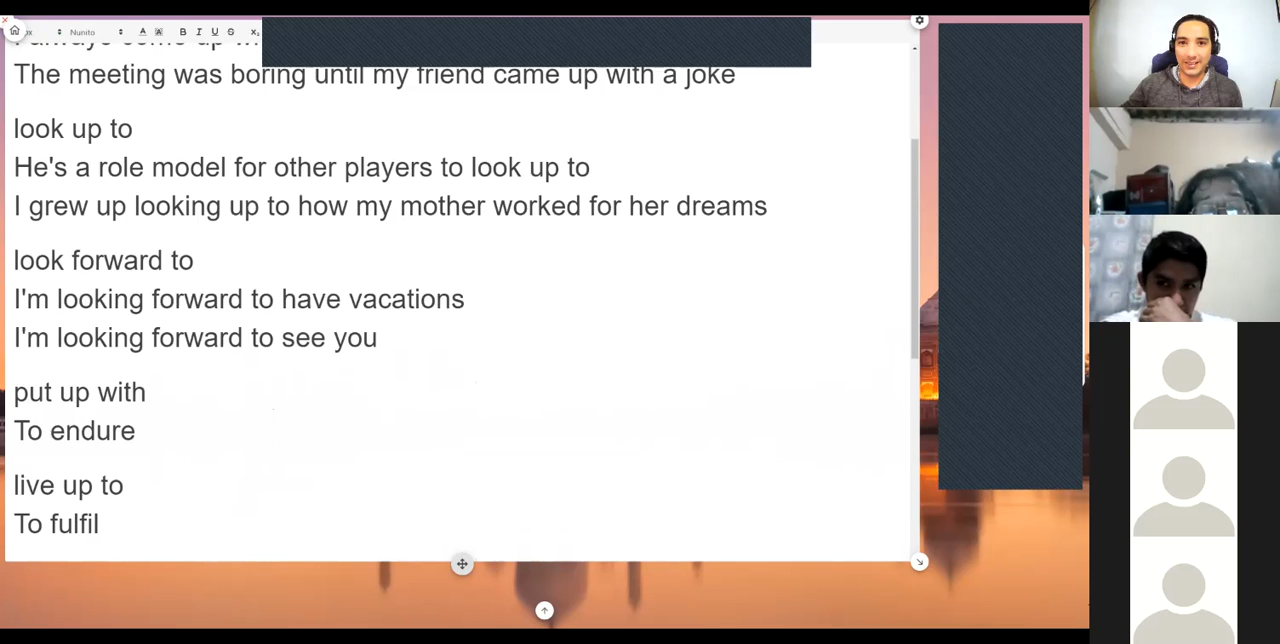 Nunito
A A B I U S X₂
The meeting was boring until my friend came up with a joke
look up to
He's a role model for other players to look up to
I grew up looking up to how my mother worked for her dreams
look forward to
I'm looking forward to have vacations
I'm looking forward to see you
put up with
To endure
live up to
To fulfil